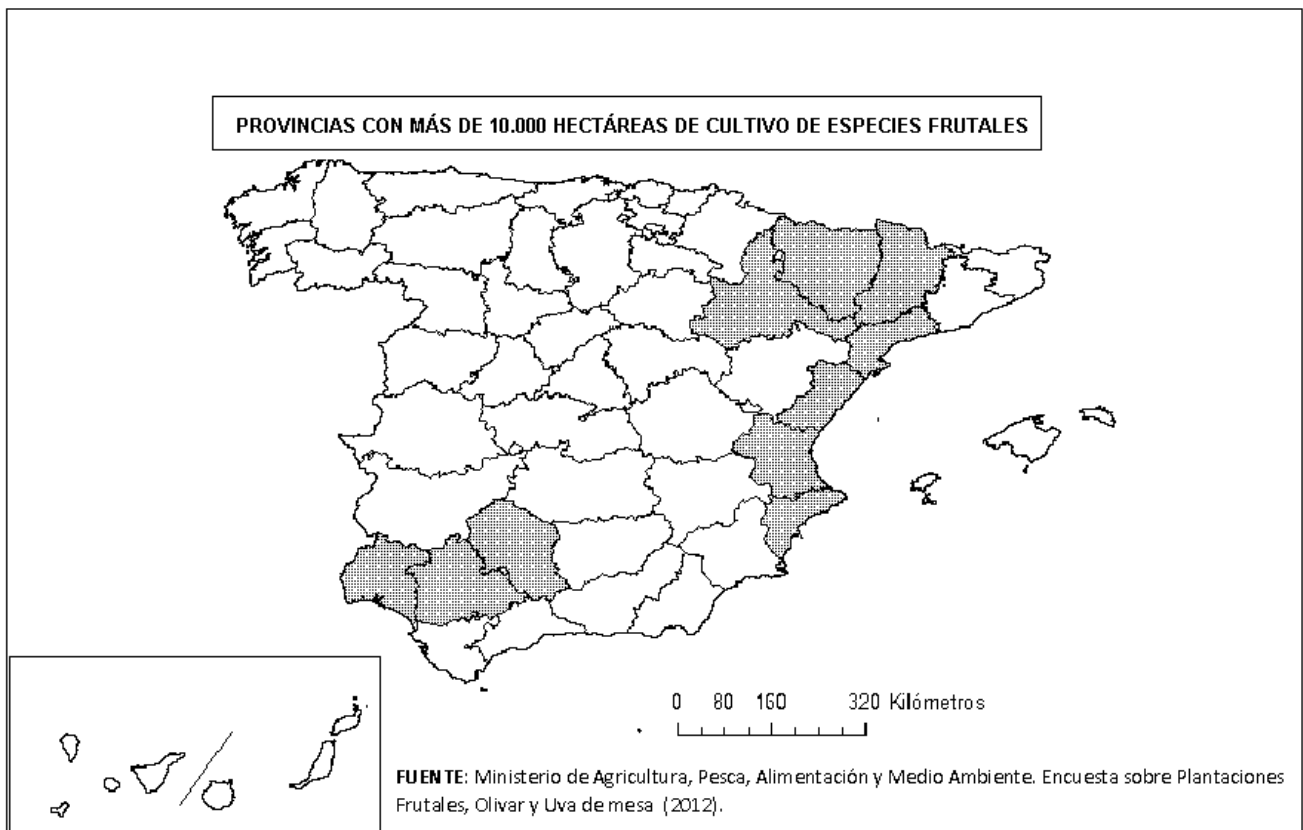 PROVINCIAS CON MÁS DE 10.000 HECTÁREAS DE CULTIVO DE ESPECIES FRUTALES
0 80 160 320 Kilómetros
FUENTE: Ministerio de Agricultura, Pesca, Alimentación y Medio Ambiente. Encuesta sobre Plantaciones
Frutales, Olivar y Uva de mesa (2012).